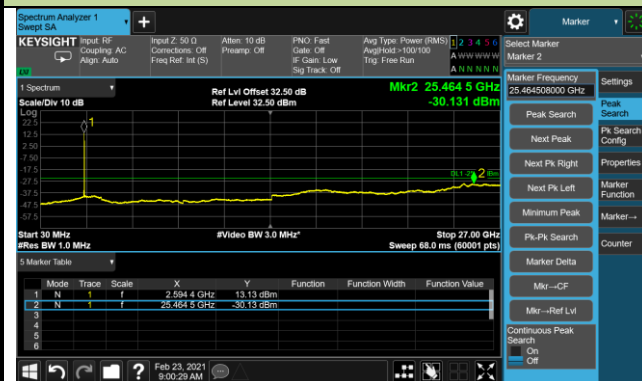 Spectrum Analyzer 1
Swept SA
+
Marker
KEYSIGHT
Input: RF
Coupling: AC
Align: Auto
Input Z: 50 Ω
Corrections: Off
Freq Ref: Int (S)
Atten: 10 dB
Preamp: Off
PNO: Fast
Gate: Off
IF Gain: Low
Sig Track: Off
Avg Type: Power (RMS)
Avg|Hold:>100/100
Trig: Free Run
1 2 3 4 5 6
A W W W W W
A N N N N N
Select Marker
Marker 2
1 Spectrum
Scale/Div 10 dB
Log
Ref Lvl Offset 32.50 dB
Ref Level 32.50 dBm
Mkr2 25.464 5 GHz
-30.131 dBm
22.5
12.5
2.50
-7.50
-17.5
-27.5
-37.5
-47.5
-57.5
1
2
Start 30 MHz
#Res BW 1.0 MHz
#Video BW 3.0 MHz*
Stop 27.00 GHz
Sweep 68.0 ms (60001 pts)
5 Marker Table
Mode Trace Scale X Y Function Function Width Function Value
1 N 1 f 2.594 4 GHz 13.13 dBm
2 N 1 f 25.464 5 GHz -30.13 dBm
3
4
5
6
Marker Frequency
25.464508000 GHz
Peak Search
Next Peak
Next Pk Right
Next Pk Left
Minimum Peak
Pk-Pk Search
Marker Delta
Mkr→CF
Mkr→Ref Lvl
Continuous Peak
Search
On
Off
Settings
Peak
Search
Pk Search
Config
Properties
Marker
Function
Marker→
Counter
?
Feb 23, 2021
9:00:29 AM